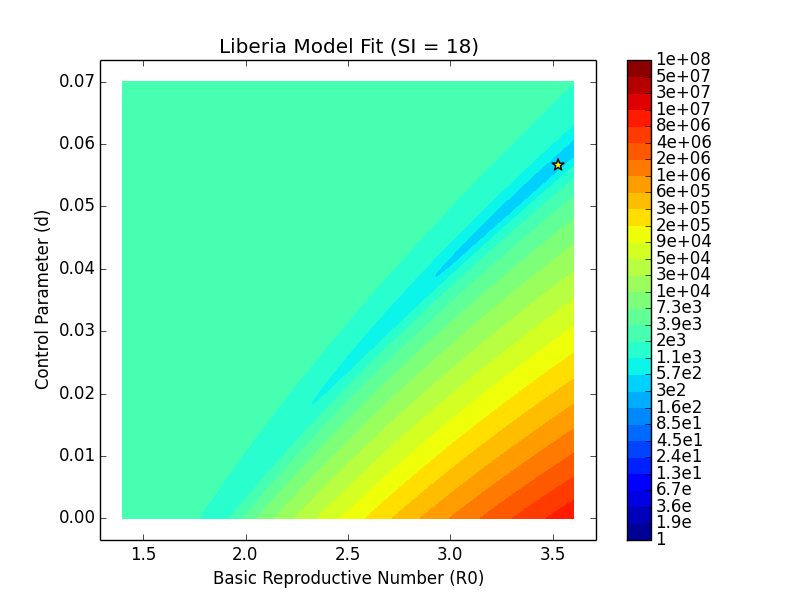 Liberia Model Fit (SI = 18)
Control Parameter (d)
0.07
0.06
0.05
0.04
0.03
0.02
0.01
0.00
1.5 2.0 2.5 3.0 3.5
Basic Reproductive Number (R0)
1e+08
5e+07
3e+07
1e+07
8e+06
4e+06
2e+06
1e+06
6e+05
3e+05
2e+05
9e+04
5e+04
3e+04
1e+04
7.3e3
3.9e3
2e3
1.1e3
5.7e2
3e2
1.6e2
8.5e1
4.5e1
2.4e1
1.3e1
6.7e
3.6e
1.9e
1